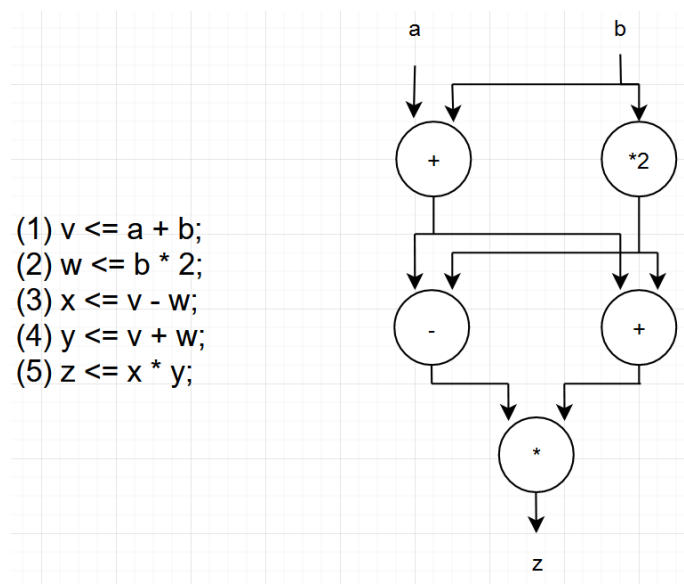 a
b
+
*2
(1) v <= a + b;
(2) w <= b * 2;
(3) x <= v - w;
(4) y <= v + w;
(5) z <= x * y;
-
+
*
z